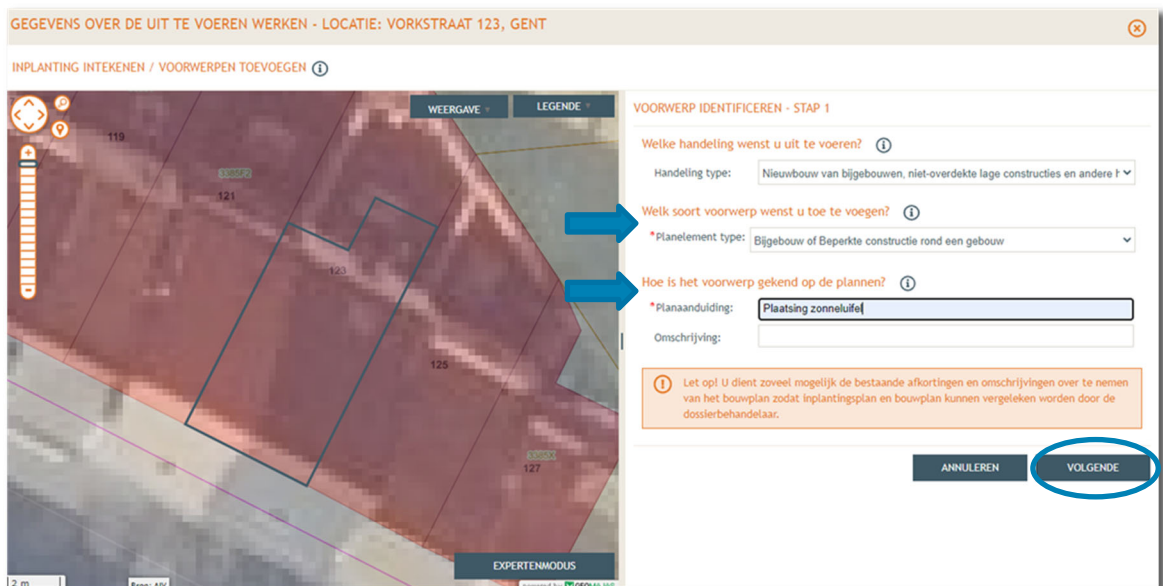 GEGEVENS OVER DE UIT TE VOEREN WERKEN - LOCATIE: VORKSTRAAT 123, GENT
INPLANTING INTEKENEN / VOORWERPEN TOEVOEGEN
WEERGAVE
LEGENDE
119
3385F2
121
123
125
3385X
127
EXPERTENMODUS
2 m
powered by GEOMAJAS
VOORWERP IDENTIFICEREN - STAP 1
Welke handeling wenst u uit te voeren?
Handeling type: Nieuwbouw van bijgebouwen, niet-overdekte lage constructies en andere h
Welk soort voorwerp wenst u toe te voegen?
*Planelement type: Bijgebouw of Beperkte constructie rond een gebouw
Hoe is het voorwerp gekend op de plannen?
*Planaanduiding: Plaatsing zonneluifel
Omschrijving:
Let op! U dient zoveel mogelijk de bestaande afkortingen en omschrijvingen over te nemen
van het bouwplan zodat inplantingsplan en bouwplan kunnen vergeleken worden door de
dossierbehandelaar.
ANNULEREN
VOLGENDE